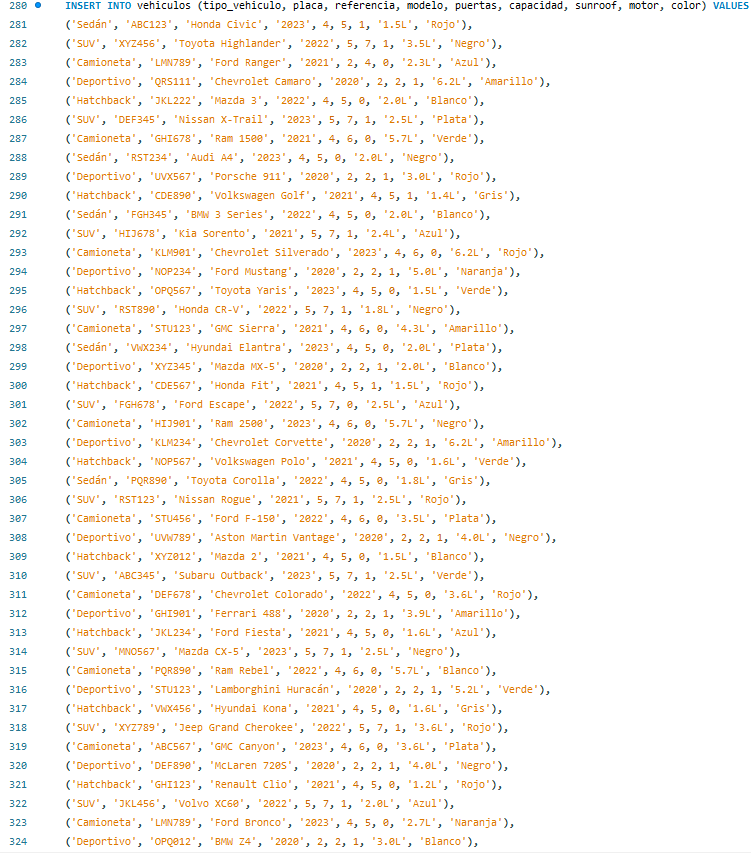 280 INSERT INTO vehiculos (tipo_vehiculo, placa, referencia, modelo, puertas, capacidad, sunroof, motor, color) VALUES
281 ('Sedán', 'ABC123', 'Honda Civic', '2023', 4, 5, 1, '1.5L', 'Rojo'),
282 ('SUV', 'XYZ456', 'Toyota Highlander', '2022', 5, 7, 1, '3.5L', 'Negro'),
283 ('Camioneta', 'LMN789', 'Ford Ranger', '2021', 2, 4, 0, '2.3L', 'Azul'),
284 ('Deportivo', 'QRS111', 'Chevrolet Camaro', '2020', 2, 2, 1, '6.2L', 'Amarillo'),
285 ('Hatchback', 'JKL222', 'Mazda 3', '2022', 4, 5, 0, '2.0L', 'Blanco'),
286 ('SUV', 'DEF345', 'Nissan X-Trail', '2023', 5, 7, 1, '2.5L', 'Plata'),
287 ('Camioneta', 'GHI678', 'Ram 1500', '2021', 4, 6, 0, '5.7L', 'Verde'),
288 ('Sedán', 'RST234', 'Audi A4', '2023', 4, 5, 0, '2.0L', 'Negro'),
289 ('Deportivo', 'UVX567', 'Porsche 911', '2020', 2, 2, 1, '3.0L', 'Rojo'),
290 ('Hatchback', 'CDE890', 'Volkswagen Golf', '2021', 4, 5, 1, '1.4L', 'Gris'),
291 ('Sedán', 'FGH345', 'BMW 3 Series', '2022', 4, 5, 0, '2.0L', 'Blanco'),
292 ('SUV', 'HIJ678', 'Kia Sorento', '2021', 5, 7, 1, '2.4L', 'Azul'),
293 ('Camioneta', 'KLM901', 'Chevrolet Silverado', '2023', 4, 6, 0, '6.2L', 'Rojo'),
294 ('Deportivo', 'NOP234', 'Ford Mustang', '2020', 2, 2, 1, '5.0L', 'Naranja'),
295 ('Hatchback', 'OPQ567', 'Toyota Yaris', '2023', 4, 5, 0, '1.5L', 'Verde'),
296 ('SUV', 'RST890', 'Honda CR-V', '2022', 5, 7, 1, '1.8L', 'Negro'),
297 ('Camioneta', 'STU123', 'GMC Sierra', '2021', 4, 6, 0, '4.3L', 'Amarillo'),
298 ('Sedán', 'VWX234', 'Hyundai Elantra', '2023', 4, 5, 0, '2.0L', 'Plata'),
299 ('Deportivo', 'XYZ345', 'Mazda MX-5', '2020', 2, 2, 1, '2.0L', 'Blanco'),
300 ('Hatchback', 'CDE567', 'Honda Fit', '2021', 4, 5, 1, '1.5L', 'Rojo'),
301 ('SUV', 'FGH678', 'Ford Escape', '2022', 5, 7, 0, '2.5L', 'Azul'),
302 ('Camioneta', 'HIJ901', 'Ram 2500', '2023', 4, 6, 0, '5.7L', 'Negro'),
303 ('Deportivo', 'KLM234', 'Chevrolet Corvette', '2020', 2, 2, 1, '6.2L', 'Amarillo'),
304 ('Hatchback', 'NOP567', 'Volkswagen Polo', '2021', 4, 5, 0, '1.6L', 'Verde'),
305 ('Sedán', 'PQR890', 'Toyota Corolla', '2022', 4, 5, 0, '1.8L', 'Gris'),
306 ('SUV', 'RST123', 'Nissan Rogue', '2021', 5, 7, 1, '2.5L', 'Rojo'),
307 ('Camioneta', 'STU456', 'Ford F-150', '2022', 4, 6, 0, '3.5L', 'Plata'),
308 ('Deportivo', 'UVW789', 'Aston Martin Vantage', '2020', 2, 2, 1, '4.0L', 'Negro'),
309 ('Hatchback', 'XYZ012', 'Mazda 2', '2021', 4, 5, 0, '1.5L', 'Blanco'),
310 ('SUV', 'ABC345', 'Subaru Outback', '2023', 5, 7, 1, '2.5L', 'Verde'),
311 ('Camioneta', 'DEF678', 'Chevrolet Colorado', '2022', 4, 5, 0, '3.6L', 'Rojo'),
312 ('Deportivo', 'GHI901', 'Ferrari 488', '2020', 2, 2, 1, '3.9L', 'Amarillo'),
313 ('Hatchback', 'JKL234', 'Ford Fiesta', '2021', 4, 5, 0, '1.6L', 'Azul'),
314 ('SUV', 'MNO567', 'Mazda CX-5', '2023', 5, 7, 1, '2.5L', 'Negro'),
315 ('Camioneta', 'PQR890', 'Ram Rebel', '2022', 4, 6, 0, '5.7L', 'Blanco'),
316 ('Deportivo', 'STU123', 'Lamborghini Huracán', '2020', 2, 2, 1, '5.2L', 'Verde'),
317 ('Hatchback', 'VWX456', 'Hyundai Kona', '2021', 4, 5, 0, '1.6L', 'Gris'),
318 ('SUV', 'XYZ789', 'Jeep Grand Cherokee', '2022', 5, 7, 1, '3.6L', 'Rojo'),
319 ('Camioneta', 'ABC567', 'GMC Canyon', '2023', 4, 6, 0, '3.6L', 'Plata'),
320 ('Deportivo', 'DEF890', 'McLaren 720S', '2020', 2, 2, 1, '4.0L', 'Negro'),
321 ('Hatchback', 'GHI123', 'Renault Clio', '2021', 4, 5, 0, '1.2L', 'Rojo'),
322 ('SUV', 'JKL456', 'Volvo XC60', '2022', 5, 7, 1, '2.0L', 'Azul'),
323 ('Camioneta', 'LMN789', 'Ford Bronco', '2023', 4, 5, 0, '2.7L', 'Naranja'),
324 ('Deportivo', 'OPQ012', 'BMW Z4', '2020', 2, 2, 1, '3.0L', 'Blanco'),